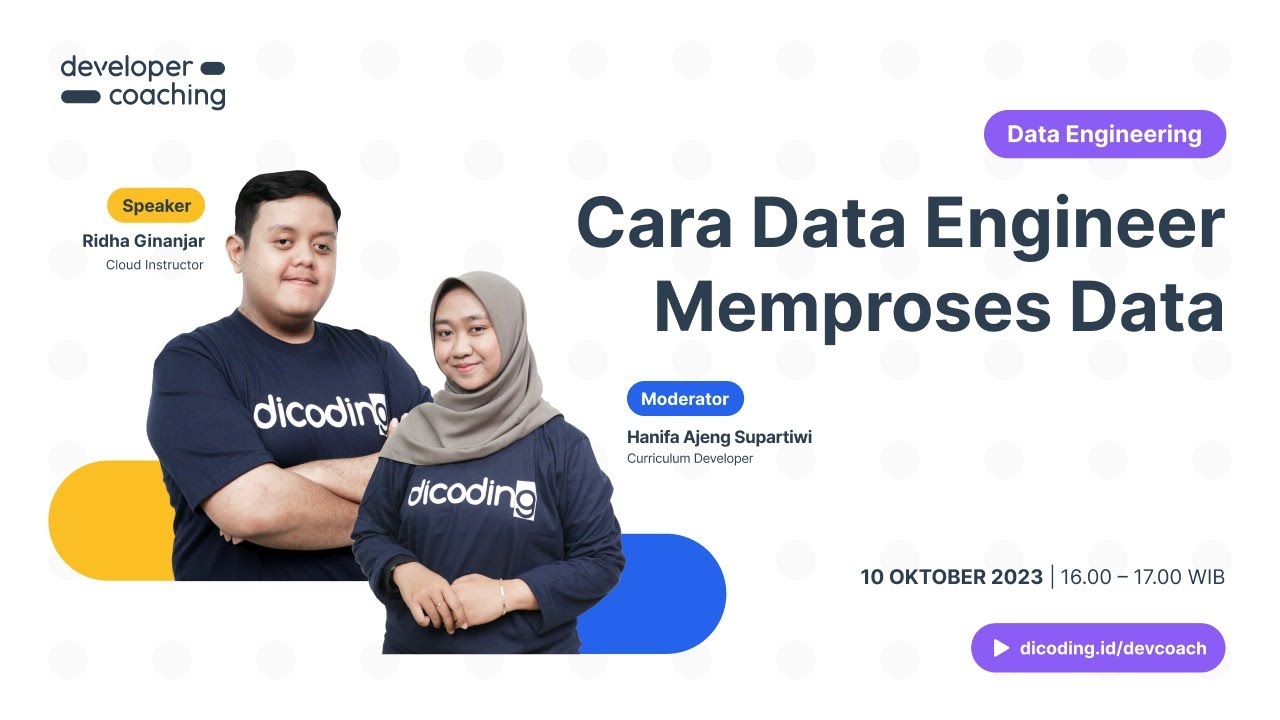 developer
coaching
Data Engineering
Cara Data Engineer
Memproses Data
Speaker
Ridha Ginanjar
Cloud Instructor
dicoding
dicoding
Moderator
Hanifa Ajeng Supartiwi
Curriculum Developer
10 OKTOBER 2023 | 16.00 – 17.00 WIB
dicoding.id/devcoach